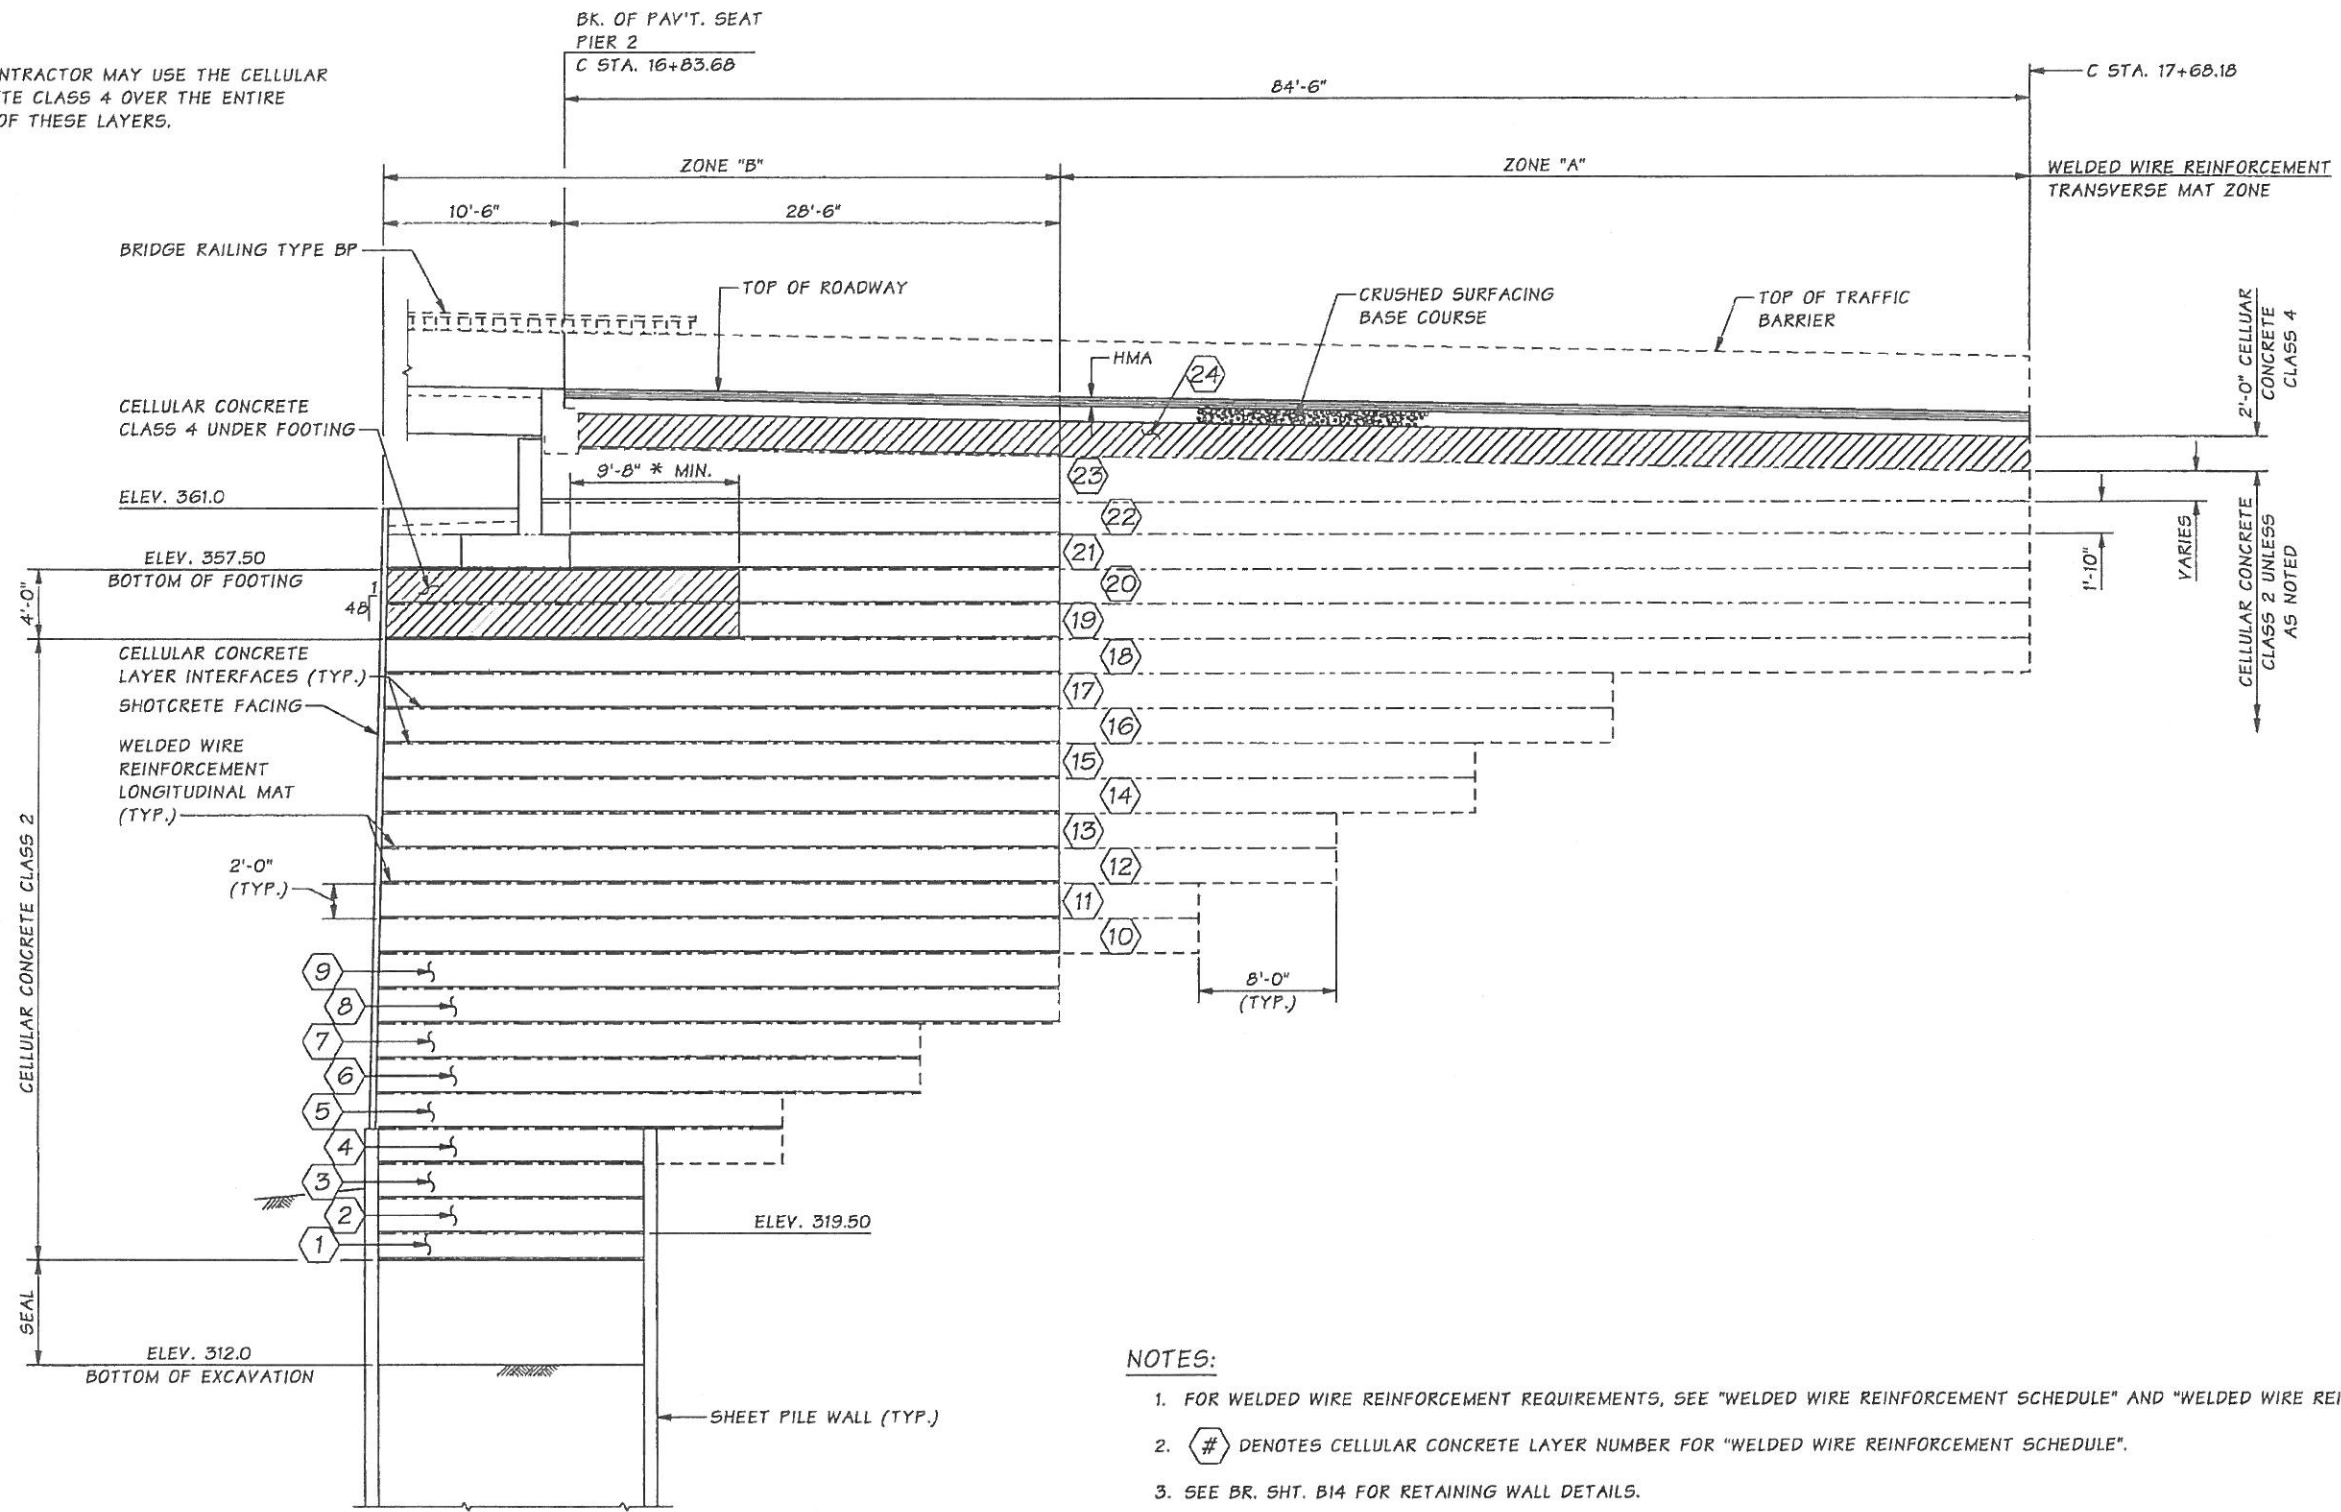 BK. OF PAV'T. SEAT
PIER 2
C STA. 16+83.68
NTRACTOR MAY USE THE CELLULAR
TE CLASS 4 OVER THE ENTIRE
OF THESE LAYERS.
C STA. 17+68.18
84'-6"
ZONE "B"
ZONE "A"
WELDED WIRE REINFORCEMENT
TRANSVERSE MAT ZONE
10'-6"
28'-6"
BRIDGE RAILING TYPE BP
TOP OF ROADWAY
CRUSHED SURFACING
BASE COURSE
TOP OF TRAFFIC
BARRIER
2'-0" CELLUAR
CONCRETE
CLASS 4
HMA
24
CELLULAR CONCRETE
CLASS 4 UNDER FOOTING
9'-8" * MIN.
23
ELEV. 361.0
22
VARIES
1'-10"
CELLULAR CONCRETE
CLASS 2 UNLESS
AS NOTED
21
ELEV. 357.50
BOTTOM OF FOOTING
20
4'-0"
1
48
19
CELLULAR CONCRETE
LAYER INTERFACES (TYP.)
18
17
SHOTCRETE FACING
16
WELDED WIRE
REINFORCEMENT
LONGITUDINAL MAT
(TYP.)
15
14
13
2'-0"
(TYP.)
12
11
10
CELLULAR CONCRETE CLASS 2
9
8'-0"
(TYP.)
8
7
6
5
4
3
2
ELEV. 319.50
1
SEAL
ELEV. 312.0
BOTTOM OF EXCAVATION
SHEET PILE WALL (TYP.)
NOTES:
1. FOR WELDED WIRE REINFORCEMENT REQUIREMENTS, SEE "WELDED WIRE REINFORCEMENT SCHEDULE" AND "WELDED WIRE REI
2. # DENOTES CELLULAR CONCRETE LAYER NUMBER FOR "WELDED WIRE REINFORCEMENT SCHEDULE".
3. SEE BR. SHT. B14 FOR RETAINING WALL DETAILS.